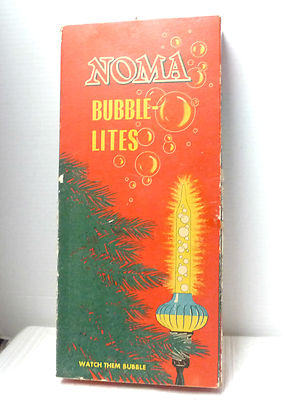 NOMA
BUBBLE-
LITES
WATCH THEM BUBBLE